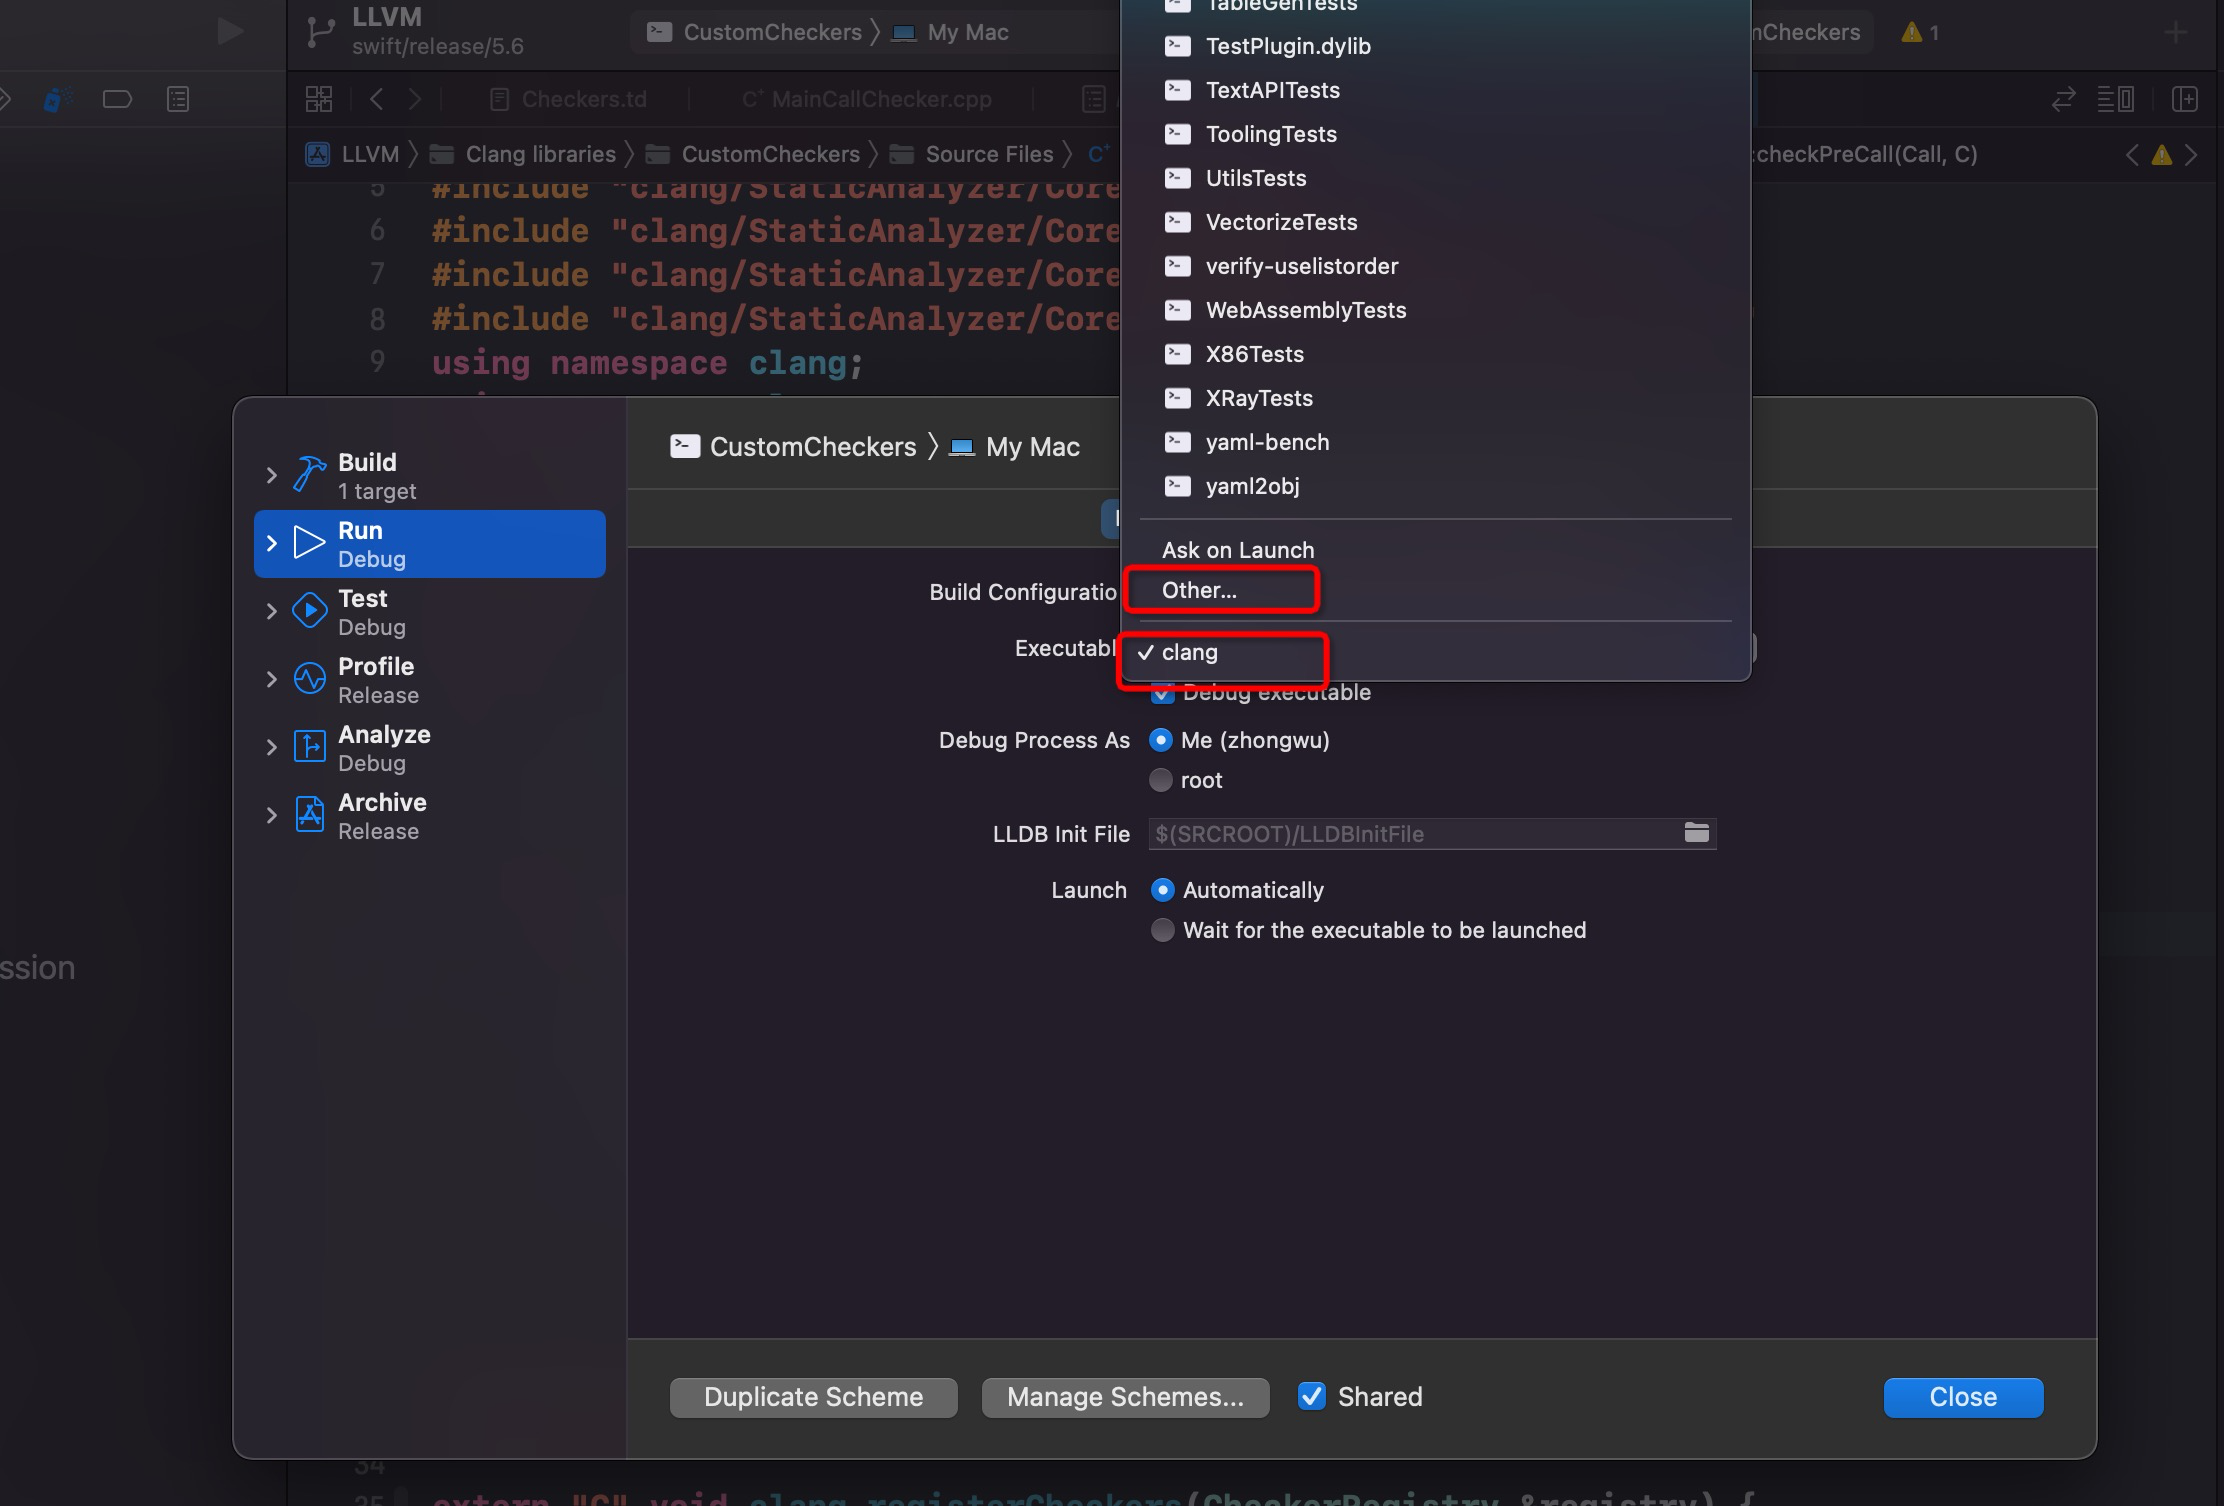 LLVM
swift/release/5.6
CustomCheckers 〉 My Mac
mCheckers
1
Checkers.td
C+ MainCallChecker.cpp
LLVM 〉 Clang libraries 〉 CustomCheckers 〉 Source Files 〉 C+
:checkPreCall(Call, C)
5 #include "clang/StaticAnalyzer/Core
6 #include "clang/StaticAnalyzer/Core
7 #include "clang/StaticAnalyzer/Core
8 #include "clang/StaticAnalyzer/Core
9 using namespace clang;
TableGenTests
TestPlugin.dylib
TextAPITests
ToolingTests
UtilsTests
VectorizeTests
verify-uselistorder
WebAssemblyTests
X86Tests
XRayTests
yaml-bench
yaml2obj
Ask on Launch
Other...
✓ clang
Build
1 target
Run
Debug
Test
Debug
Profile
Release
Analyze
Debug
Archive
Release
CustomCheckers 〉 My Mac
Build Configuratio
Executabl
Debug executable
Debug Process As Me (zhongwu)
root
LLDB Init File $(SRCROOT)/LLDBInitFile
Launch Automatically
Wait for the executable to be launched
Duplicate Scheme
Manage Schemes...
Shared
Close
ssion
34
35 extern "C" void clang_registerCheckers(CheckerRegistry &registry) {